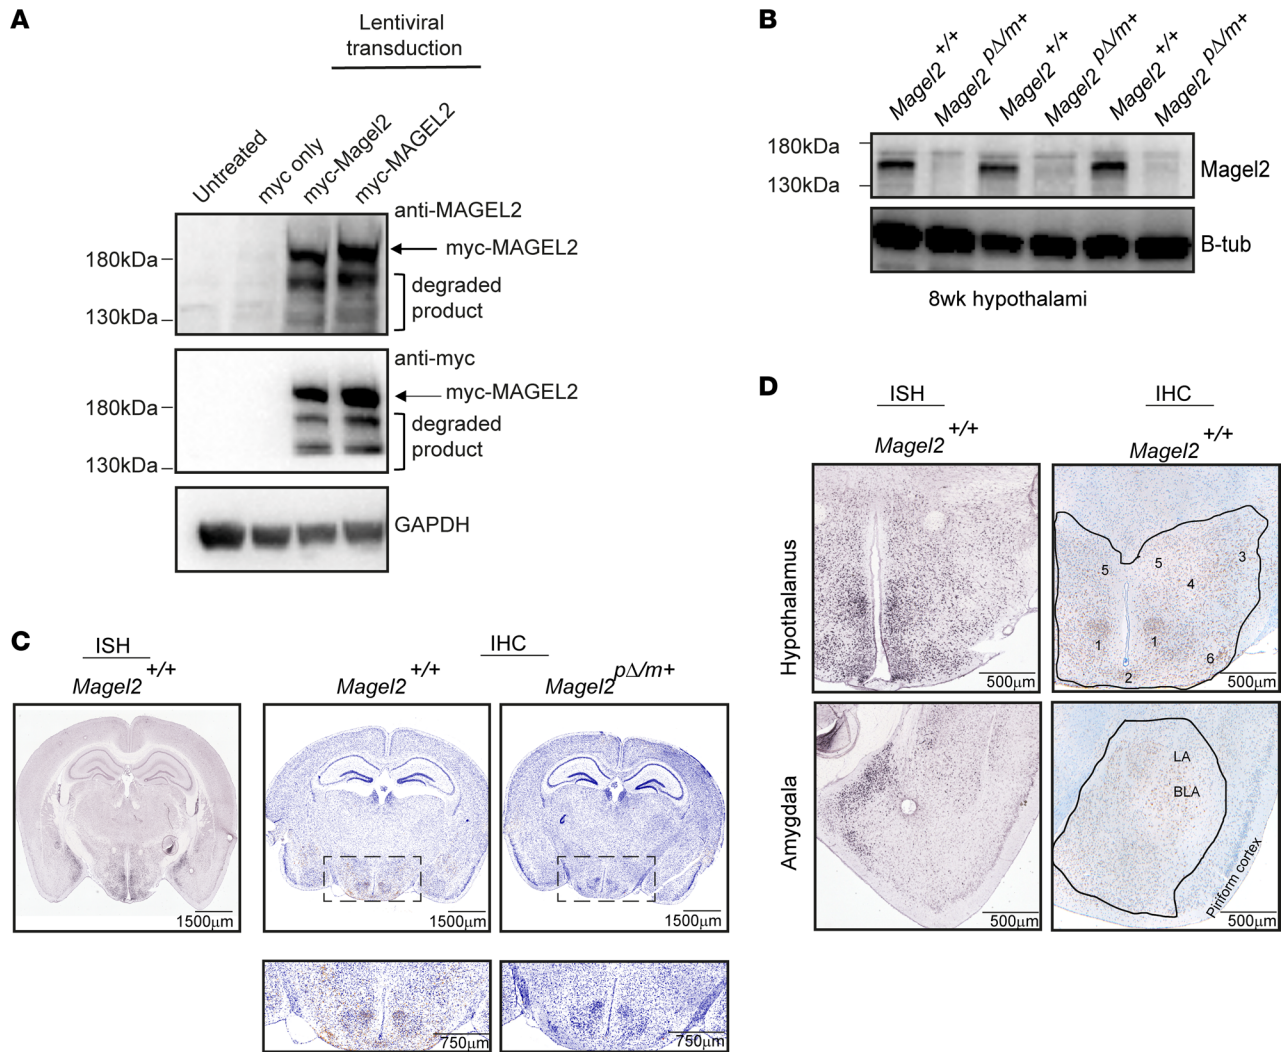 A
Lentiviral
transduction
Untreated
myc only
myc-Magel2
myc-MAGEL2
anti-MAGEL2
myc-MAGEL2
180kDa
degraded
product
130kDa
anti-myc
myc-MAGEL2
180kDa
degraded
product
130kDa
GAPDH
B
Magel2 +/+
Magel2 pΔ/m+
Magel2 +/+
Magel2 pΔ/m+
Magel2 +/+
Magel2 pΔ/m+
180kDa
Magel2
130kDa
B-tub
8wk hypothalami
C
ISH
Magel2 +/+
IHC
Magel2 +/+
Magel2 pΔ/m+
1500μm
1500μm
1500μm
750μm
750μm
D
ISH
Magel2 +/+
IHC
Magel2 +/+
Hypothalamus
500μm
5
5
3
4
1
1
6
2
500μm
Amygdala
500μm
LA
BLA
Piriform cortex
500μm